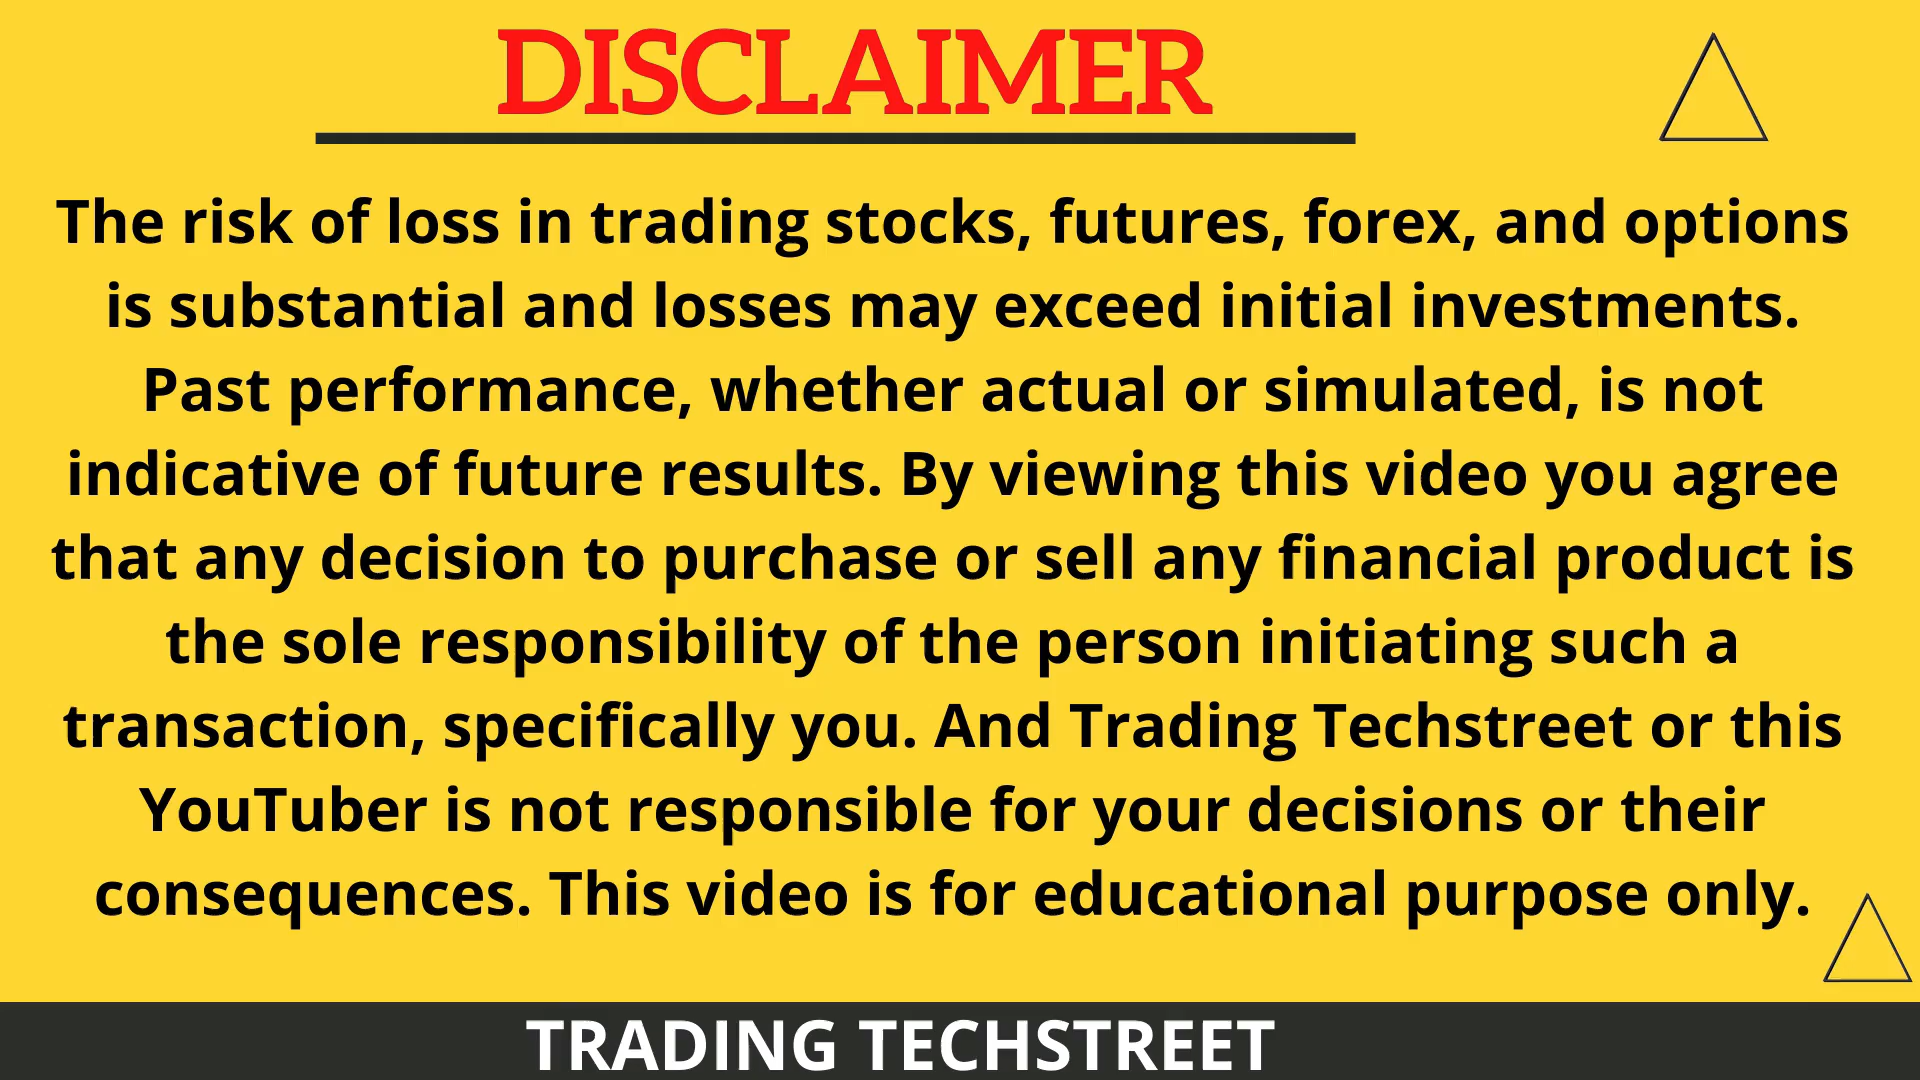 DISCLAIMER
The risk of loss in trading stocks, futures, forex, and options
is substantial and losses may exceed initial investments.
Past performance, whether actual or simulated, is not
indicative of future results. By viewing this video you agree
that any decision to purchase or sell any financial product is
the sole responsibility of the person initiating such a
transaction, specifically you. And Trading Techstreet or this
YouTuber is not responsible for your decisions or their
consequences. This video is for educational purpose only.
TRADING TECHSTREET